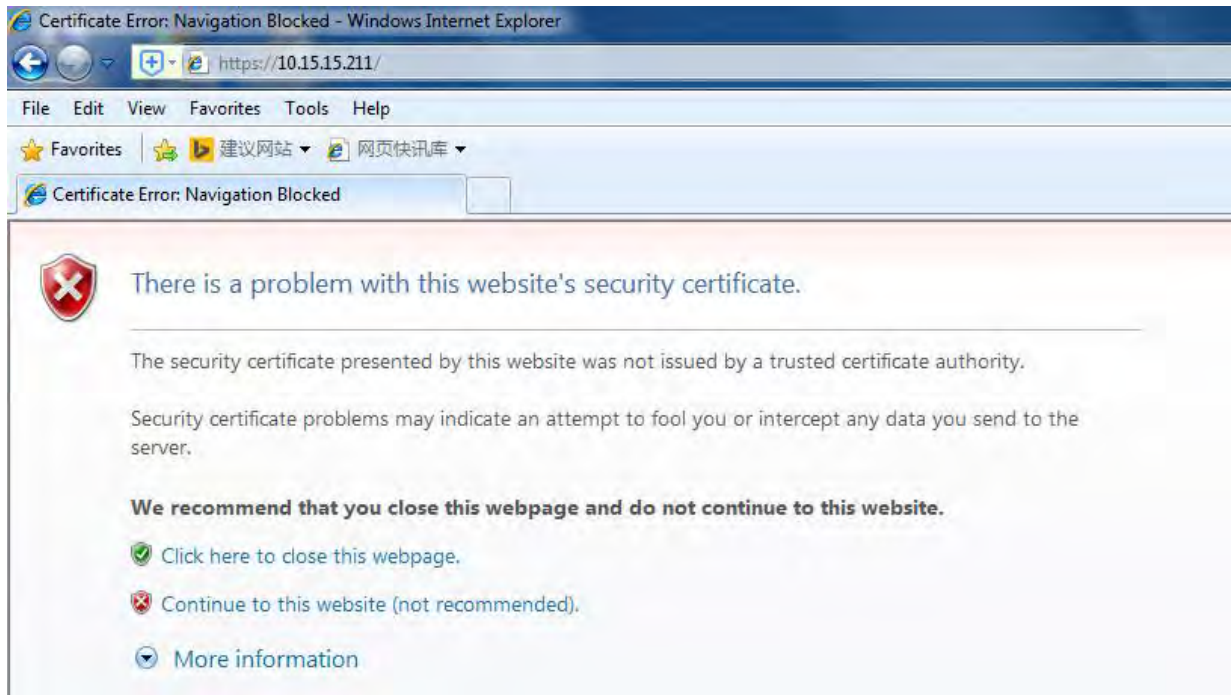 Certificate Error: Navigation Blocked - Windows Internet Explorer
https://10.15.15.211/
File Edit View Favorites Tools Help
Favorites 建议网站 网页快讯库
Certificate Error: Navigation Blocked
There is a problem with this website's security certificate.
The security certificate presented by this website was not issued by a trusted certificate authority.
Security certificate problems may indicate an attempt to fool you or intercept any data you send to the
server.
We recommend that you close this webpage and do not continue to this website.
Click here to close this webpage.
Continue to this website (not recommended).
More information